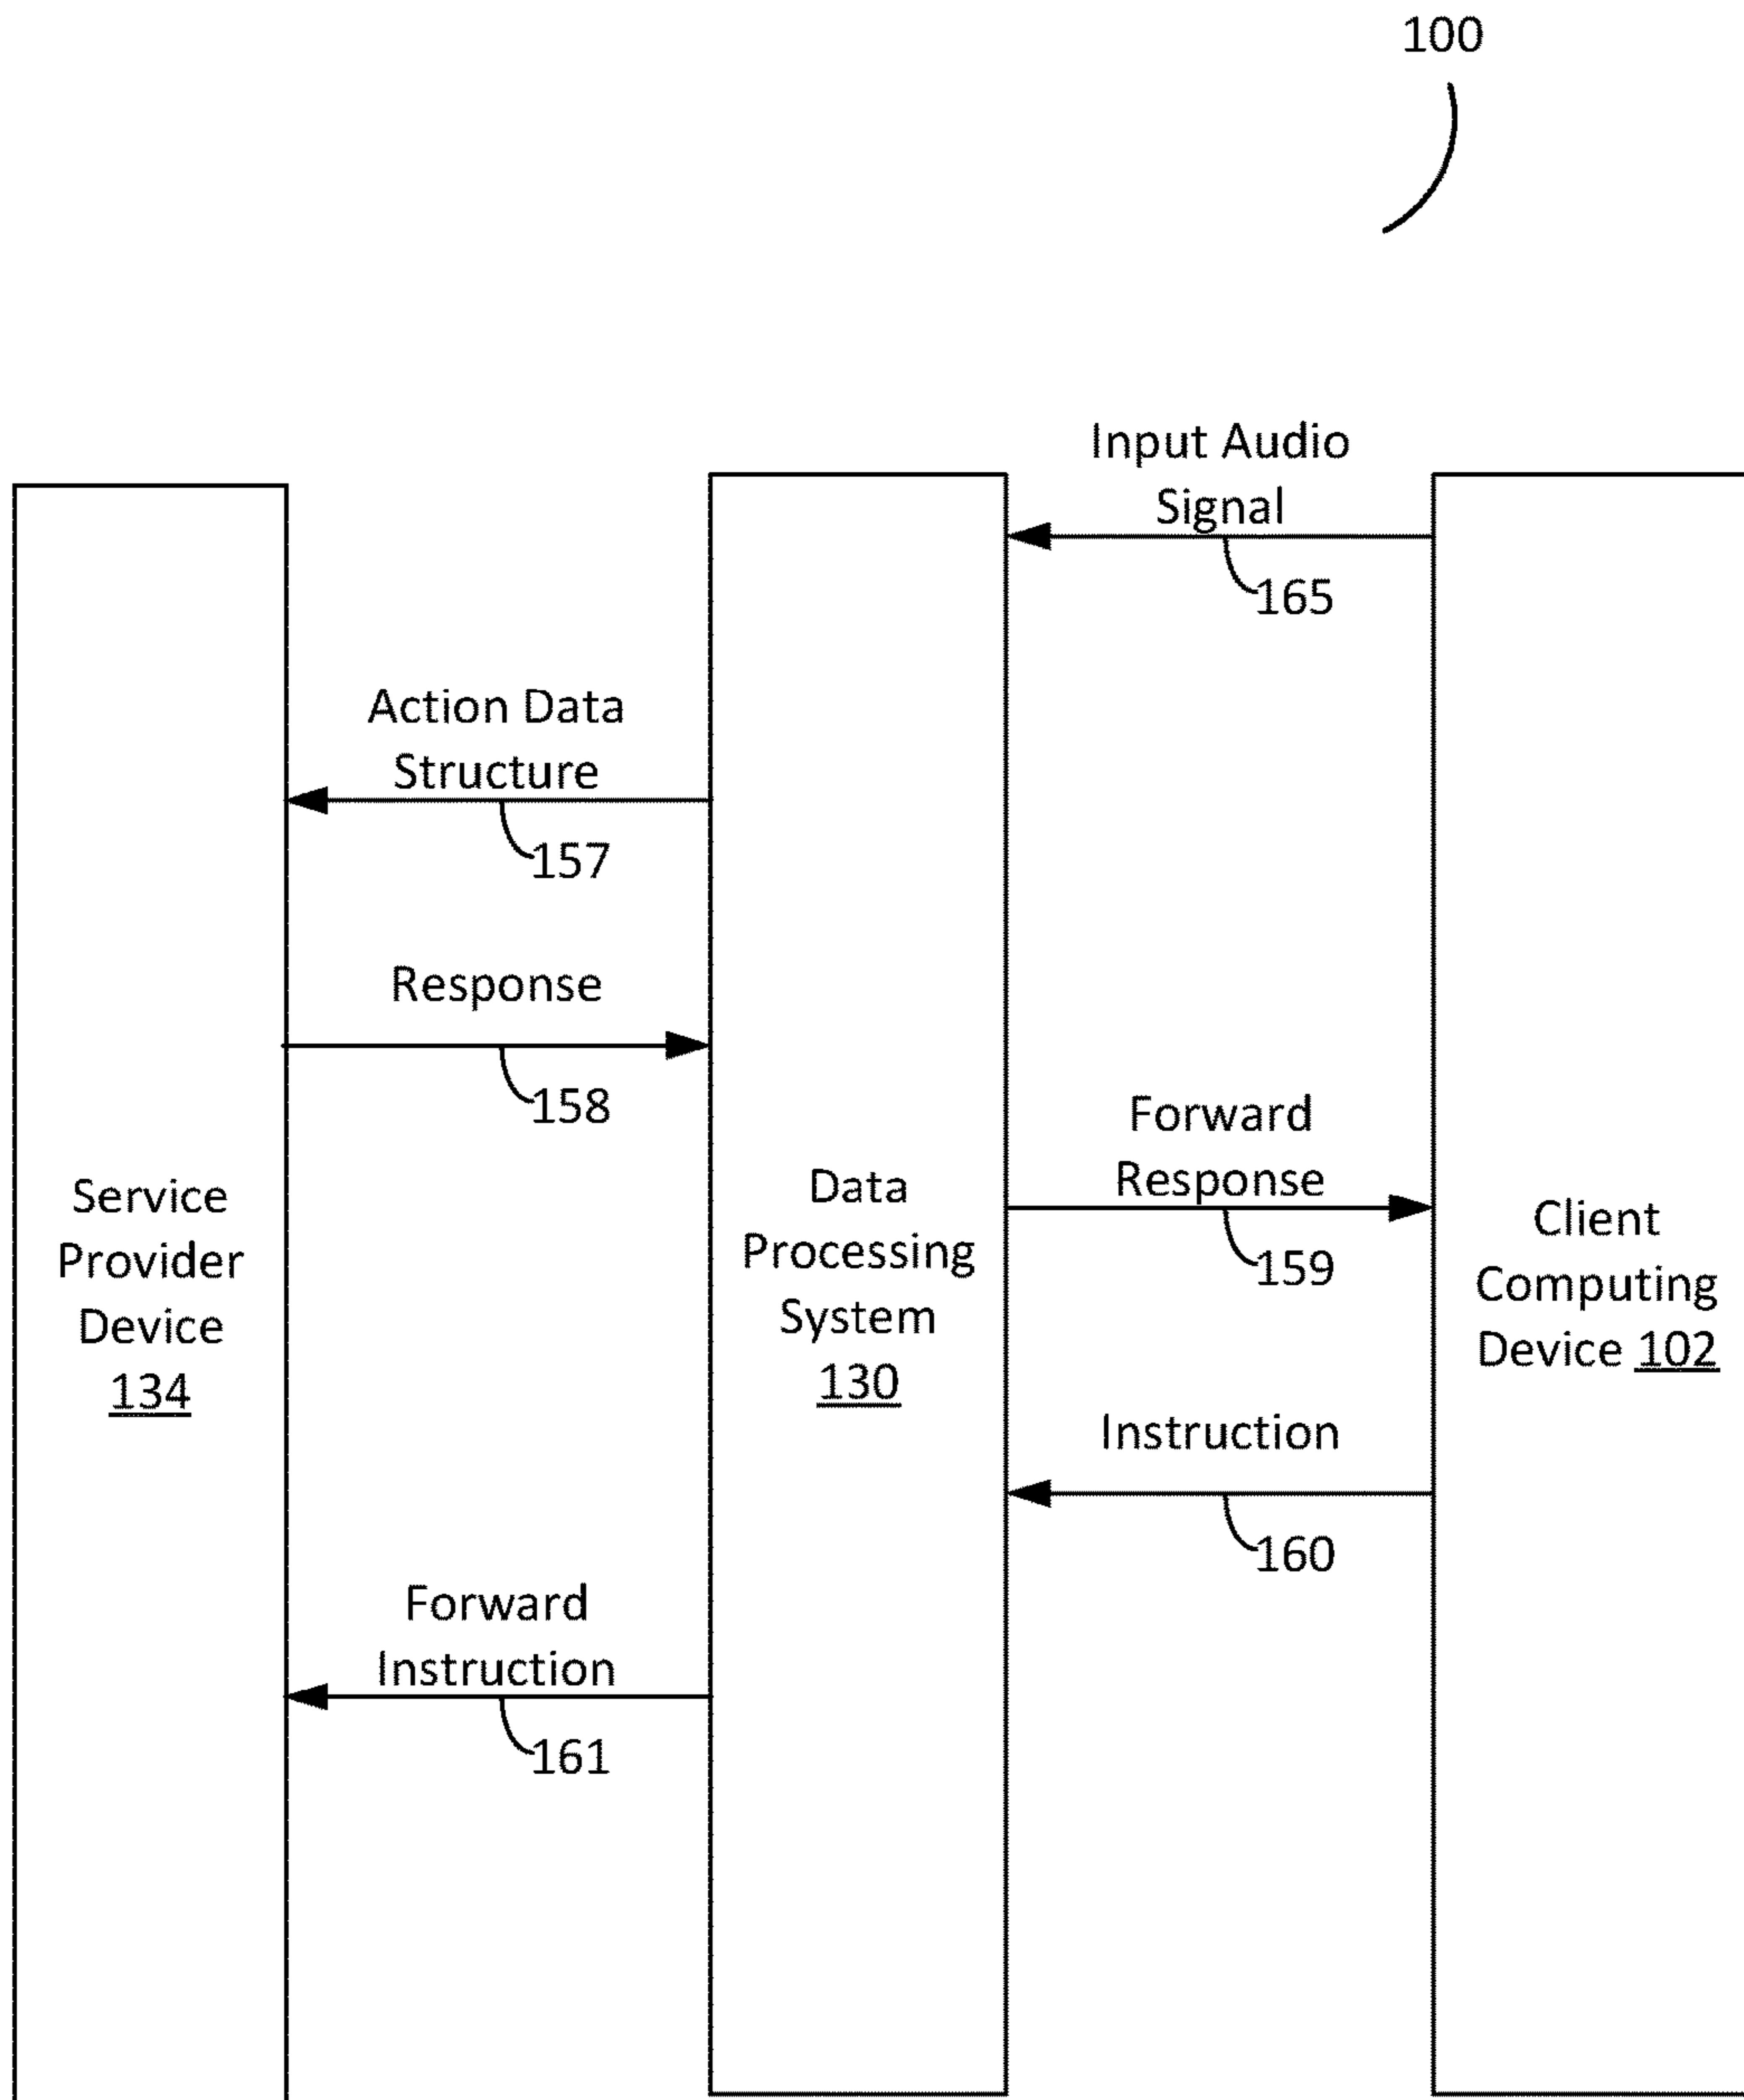 100
Input Audio
Signal
165
Action Data
Structure
157
Response
158
Forward
Response
159
Service
Provider
Device
134
Data
Processing
System
130
Client
Computing
Device 102
Instruction
160
Forward
Instruction
161